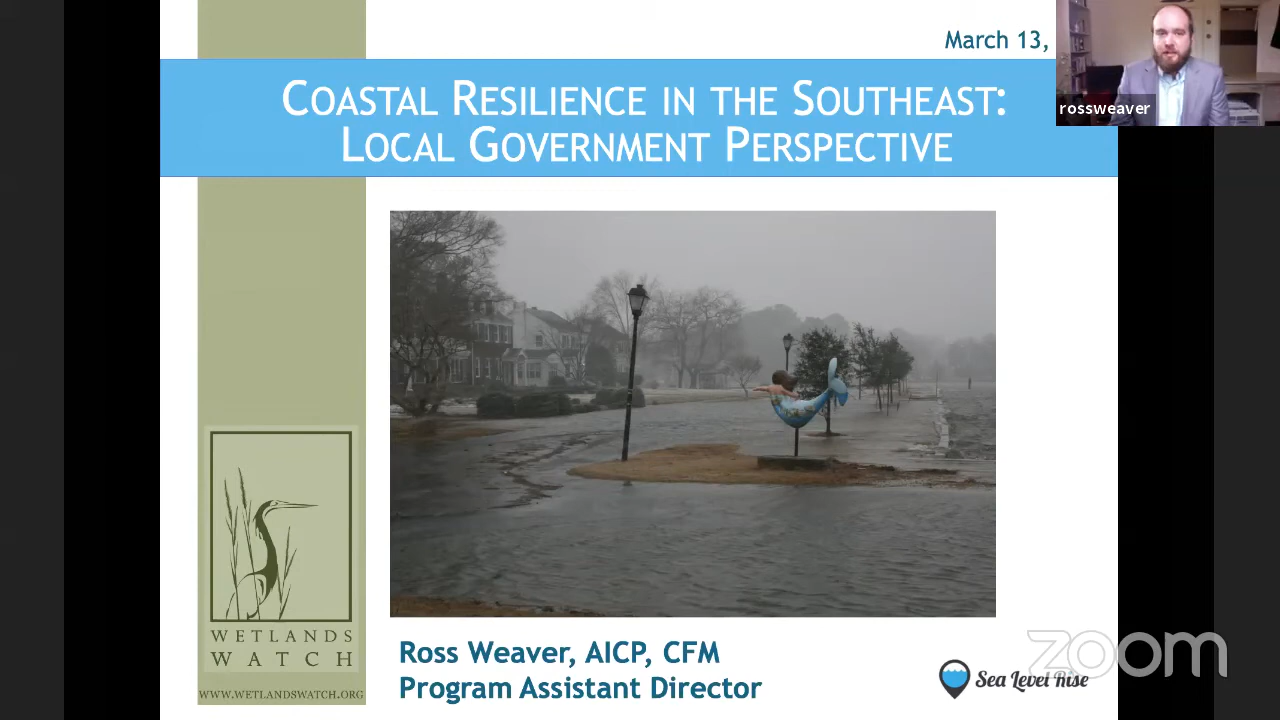 March 13,
COASTAL RESILIENCE IN THE SOUTHEAST:
LOCAL GOVERNMENT PERSPECTIVE
rossweaver
WETLANDS
WATCH
WWW.WETLANDSWATCH.ORG
Ross Weaver, AICP, CFM
Program Assistant Director
Sea Level Rise
zoom